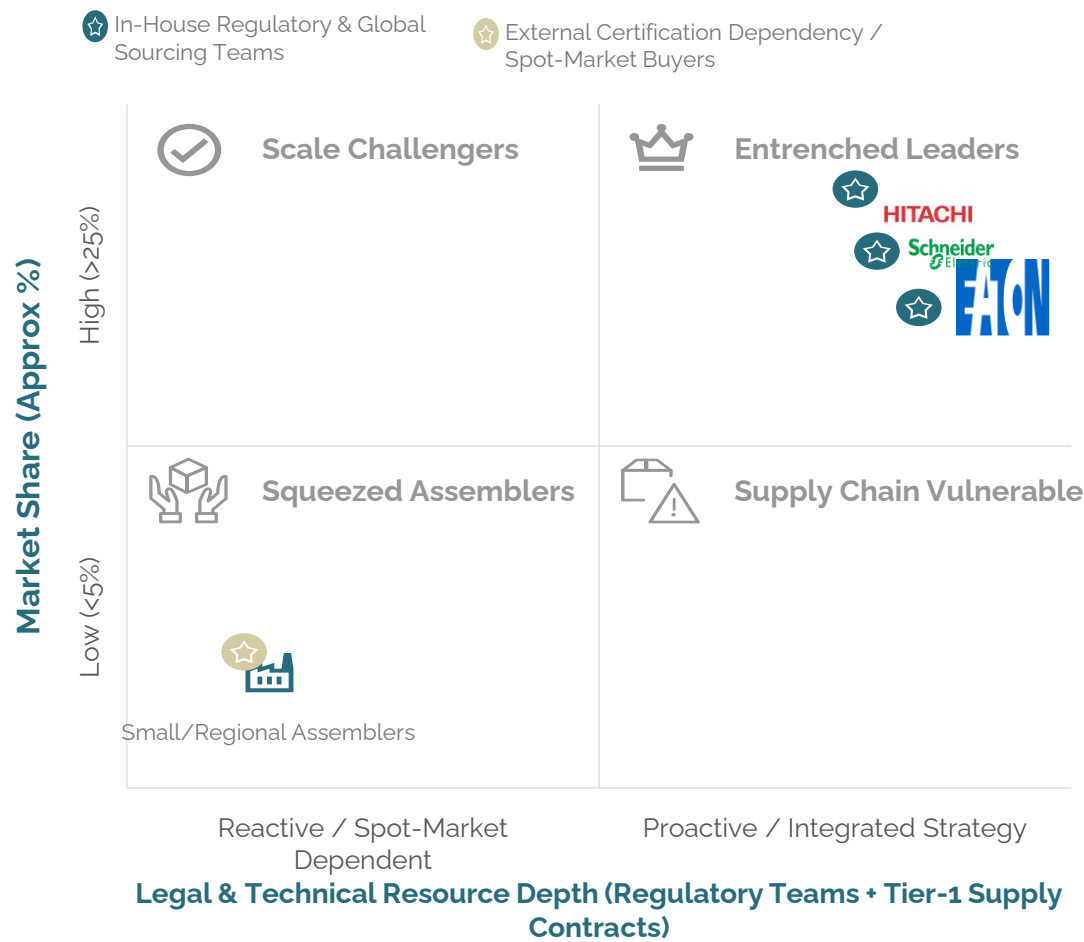 In-House Regulatory & Global
Sourcing Teams
External Certification Dependency /
Spot-Market Buyers
Scale Challengers
Entrenched Leaders
HITACHI
Schneider
Electric
EATON
High (>25%)
Market Share (Approx %)
Squeezed Assemblers
Supply Chain Vulnerable
Low (<5%)
Small/Regional Assemblers
Reactive / Spot-Market
Dependent
Proactive / Integrated Strategy
Legal & Technical Resource Depth (Regulatory Teams + Tier-1 Supply
Contracts)